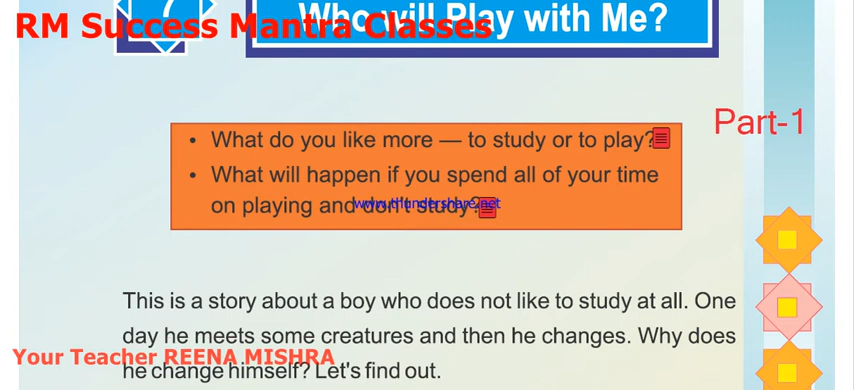 7 Who will Play with Me?
RM Success Mantra Classes
Part-1
• What do you like more — to study or to play?
• What will happen if you spend all of your time
on playing and don't study?
www.thundershare.net
This is a story about a boy who does not like to study at all. One
day he meets some creatures and then he changes. Why does
he change himself? Let's find out.
Your Teacher REENA MISHRA